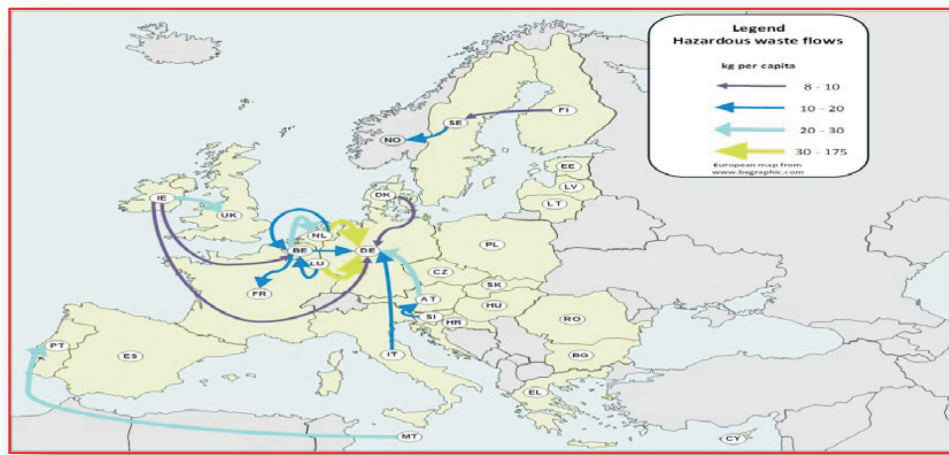 Legend
Hazardous waste flows
kg per capita
8 - 10
10 - 20
20 - 30
30 - 175
European map from
www.begraphic.com
FI
SE
NO
EE
LV
LT
DK
IE
UK
NL
BE
DE
PL
LU
CZ
SK
FR
AT
HU
SI
HR
RO
IT
BG
PT
ES
EL
MT
CY